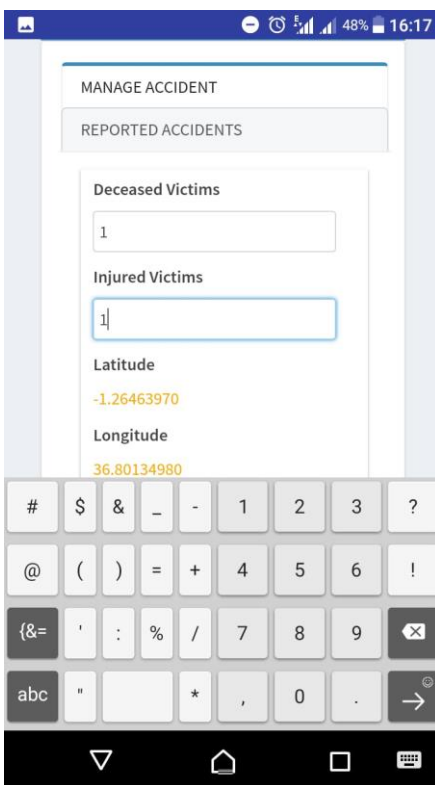 E 48% 16:17
MANAGE ACCIDENT
REPORTED ACCIDENTS
Deceased Victims
1
Injured Victims
1
Latitude
-1.26463970
Longitude
36.80134980
# $ & _ - 1 2 3 ?
@ ( ) = + 4 5 6 !
{&= ' : % / 7 8 9
abc " * , 0 .